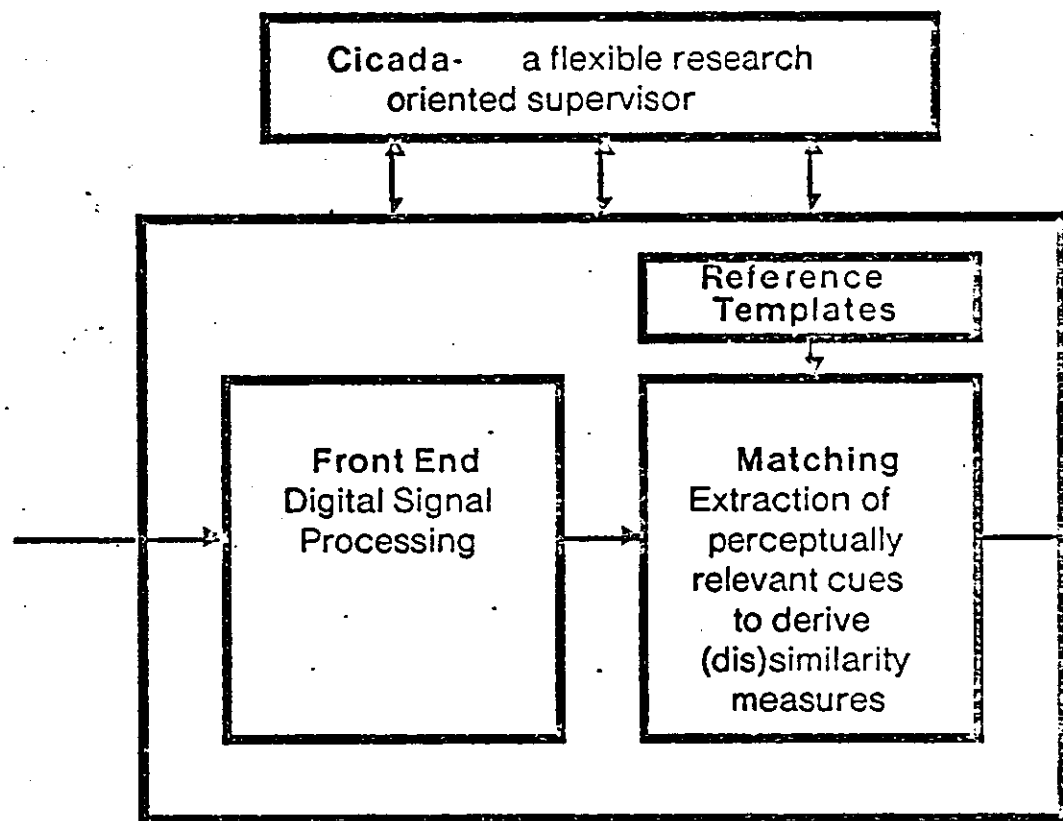 Cicada- a flexible research
oriented supervisor
Reference
Templates
Front End
Digital Signal
Processing
Matching
Extraction of
perceptually
relevant cues
to derive
(dis)similarity
measures